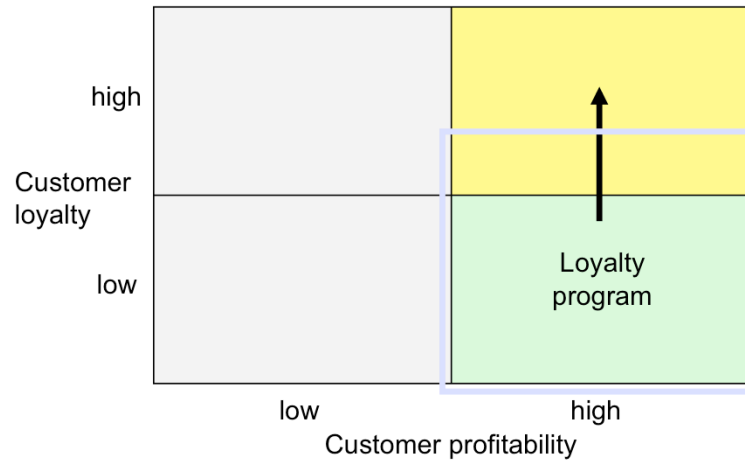 high
Customer
loyalty
low
Loyalty
program
low
high
Customer profitability